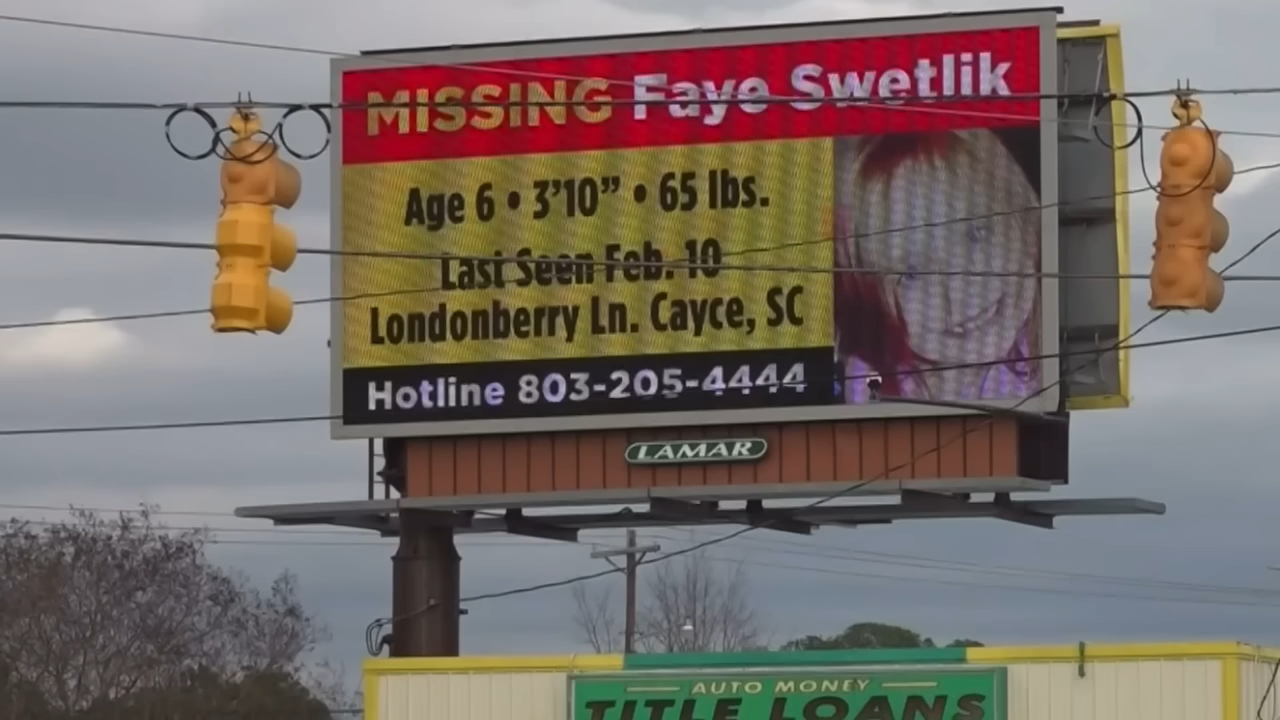 MISSING Faye Swetlik
Age 6 • 3'10” • 65 lbs.
Last Seen Feb. 10
Londonberry Ln. Cayce, SC
Hotline 803-205-4444
LAMAR
AUTO MONEY
TITLE LOANS